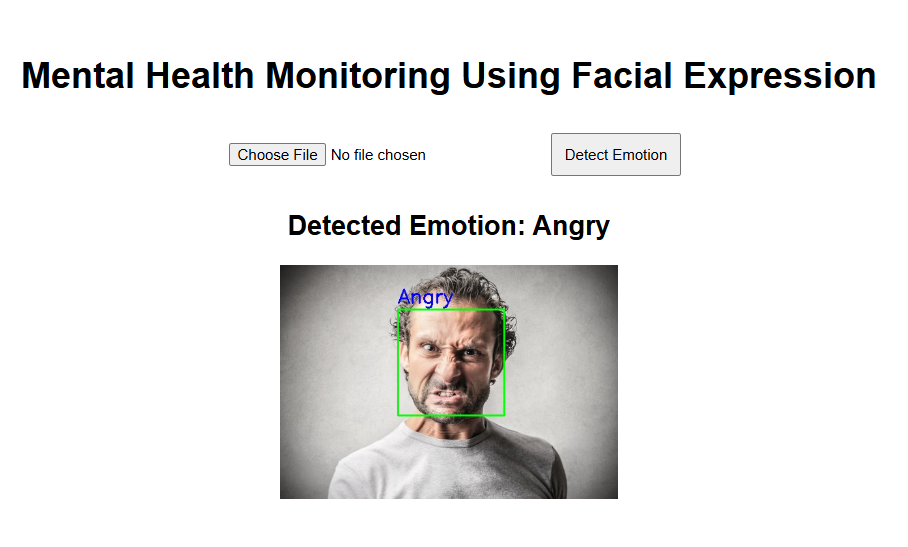 Mental Health Monitoring Using Facial Expression
Choose File No file chosen Detect Emotion
Detected Emotion: Angry
Angry